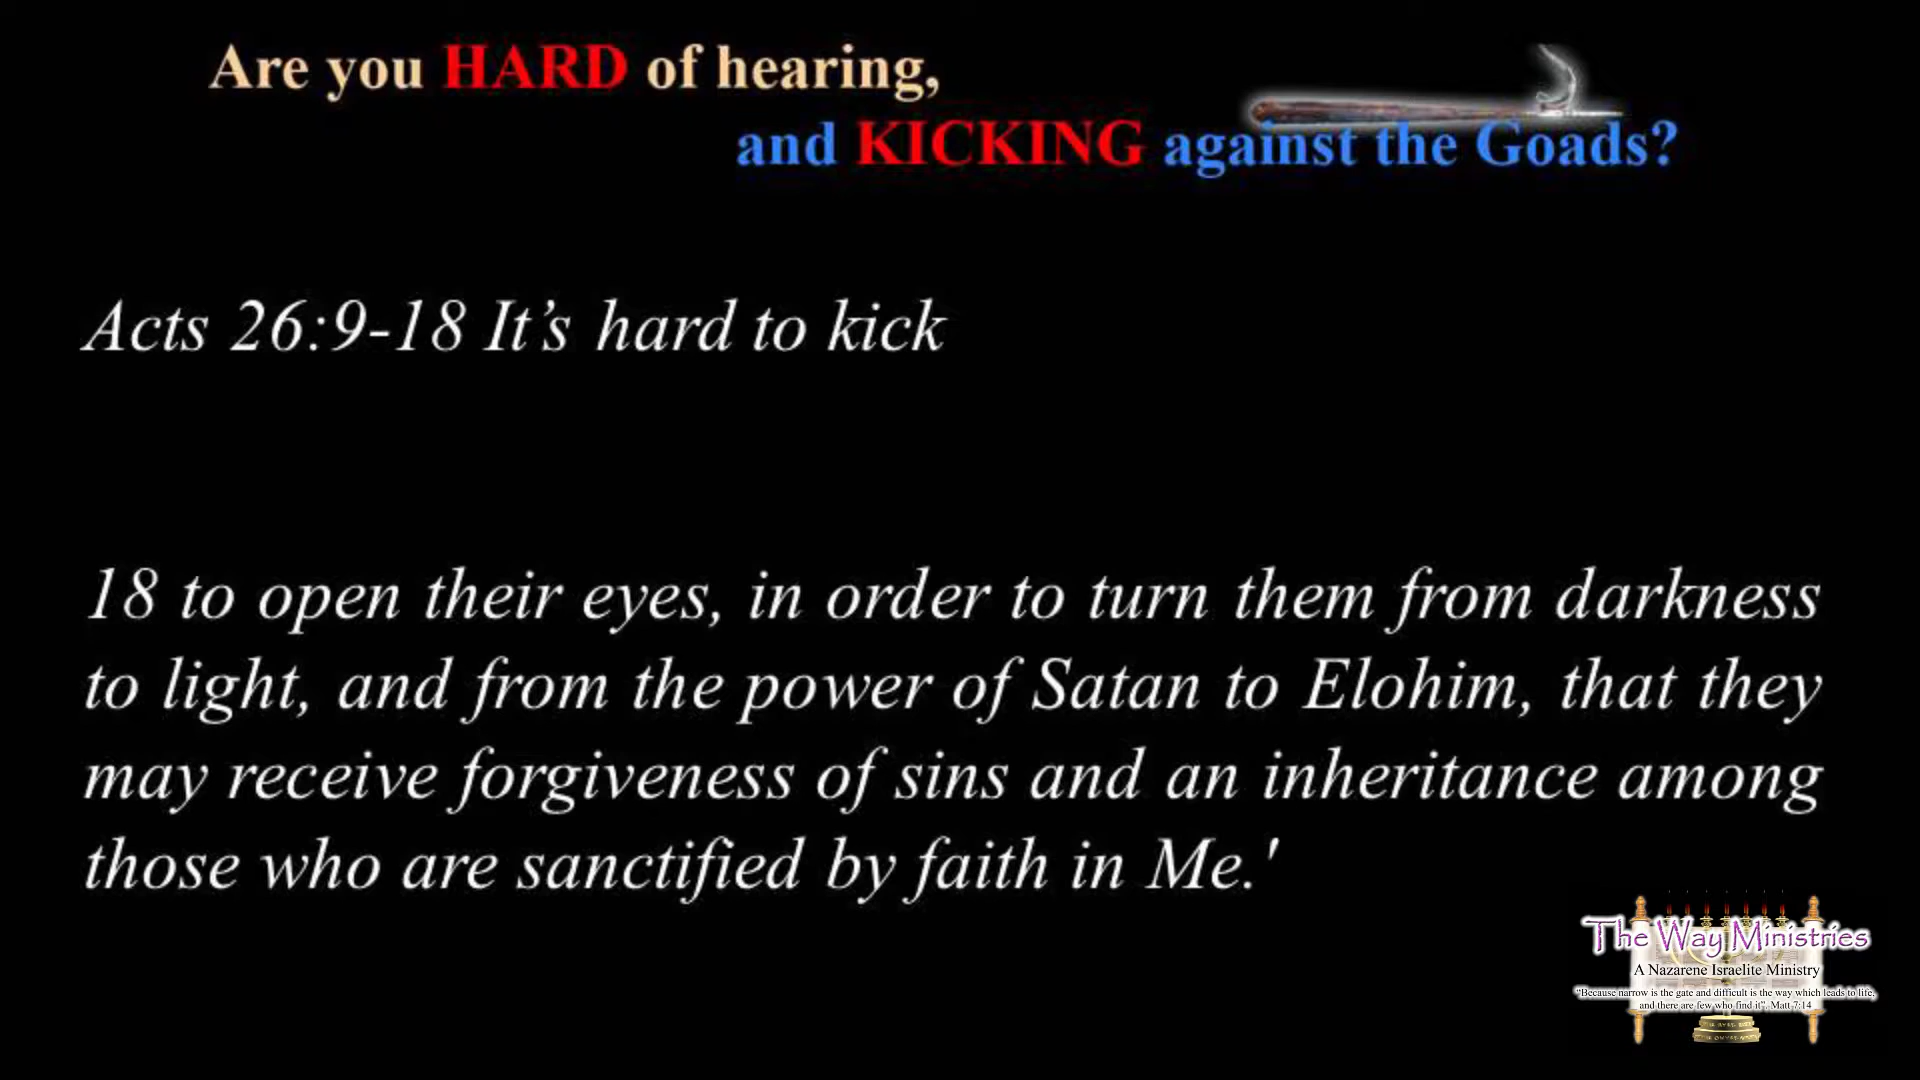 Are you HARD of hearing,
and KICKING against the Goads?
Acts 26:9-18 It’s hard to kick
18 to open their eyes, in order to turn them from darkness
to light, and from the power of Satan to Elohim, that they
may receive forgiveness of sins and an inheritance among
those who are sanctified by faith in Me.'
The Way Ministries
A Nazarene Israelite Ministry
"Because narrow is the gate and difficult is the way which leads to life,
and there are few who find it". Matt 7:14